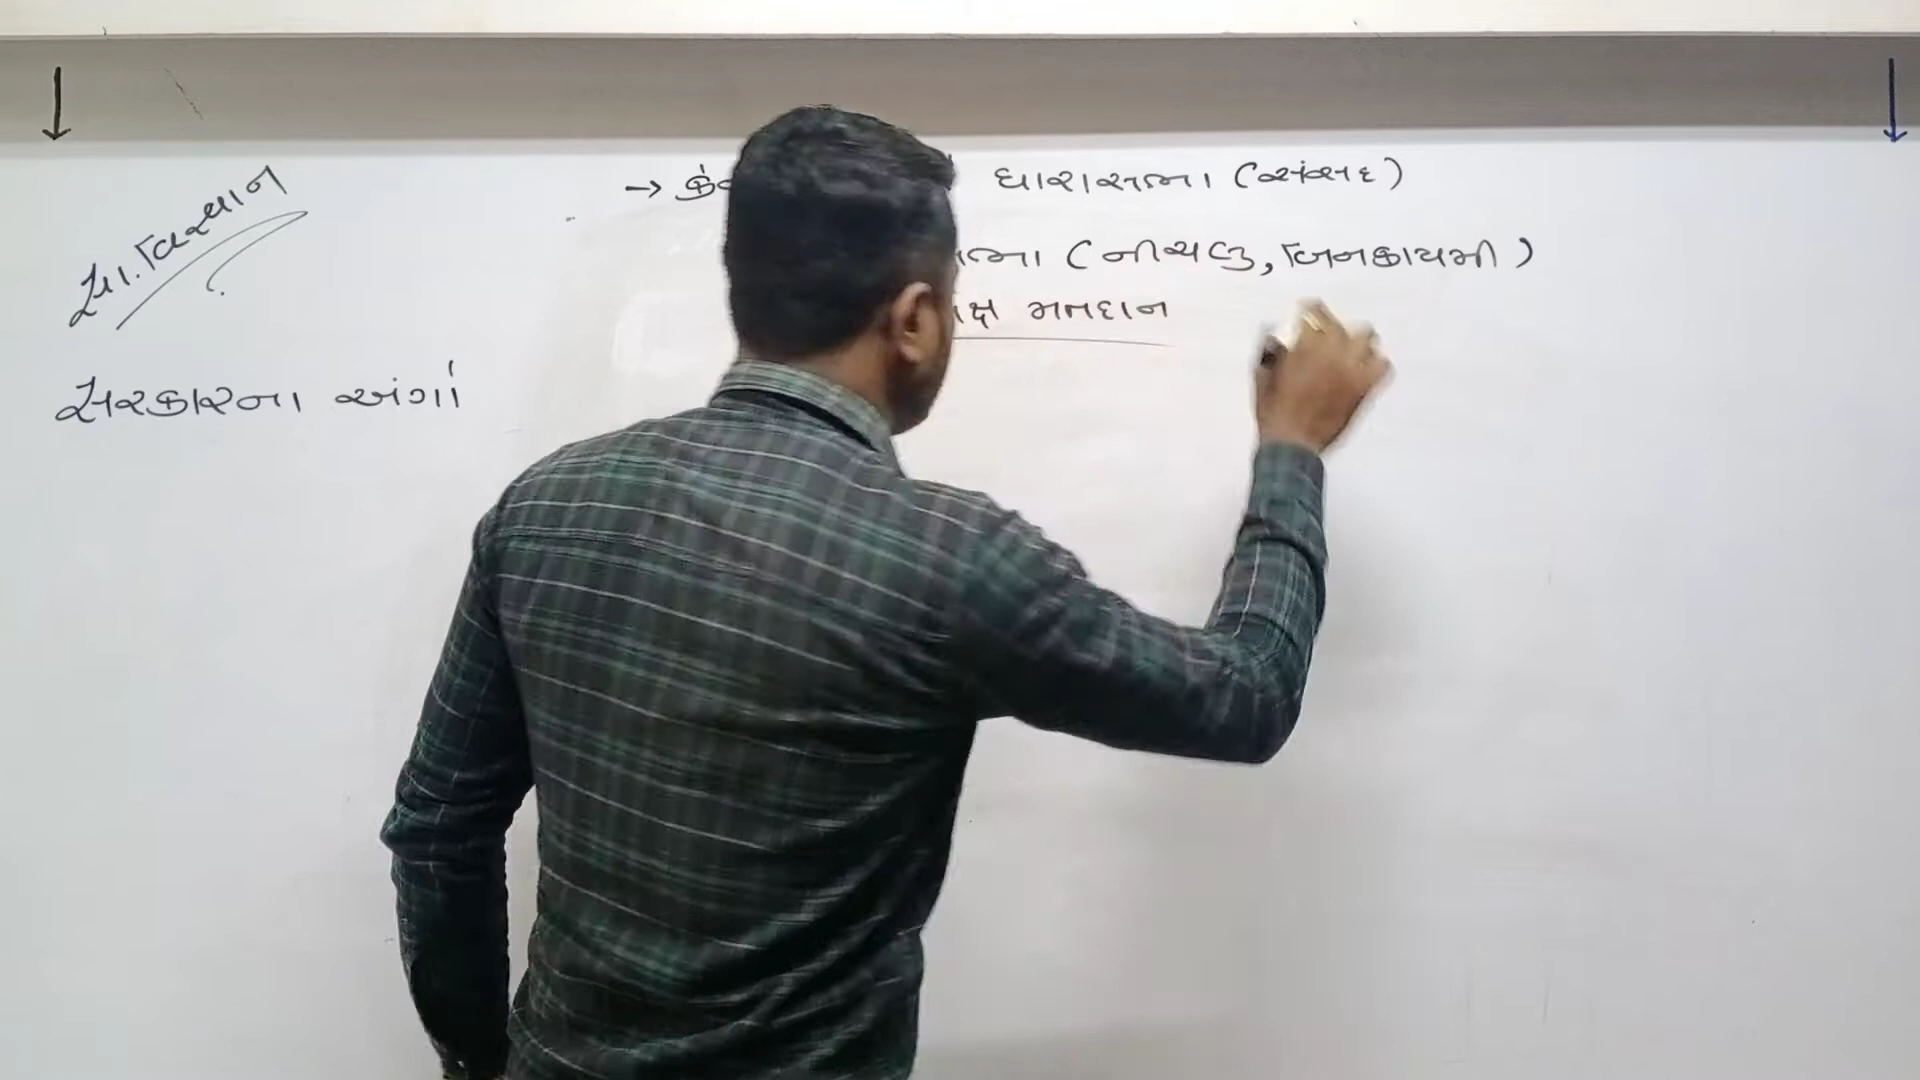 સા. વિજ્ઞાન
સરકારના અંગો
→ ધારાસભા (સંસદ)
(નીચલુ, બિનકાયમી)
મતદાન